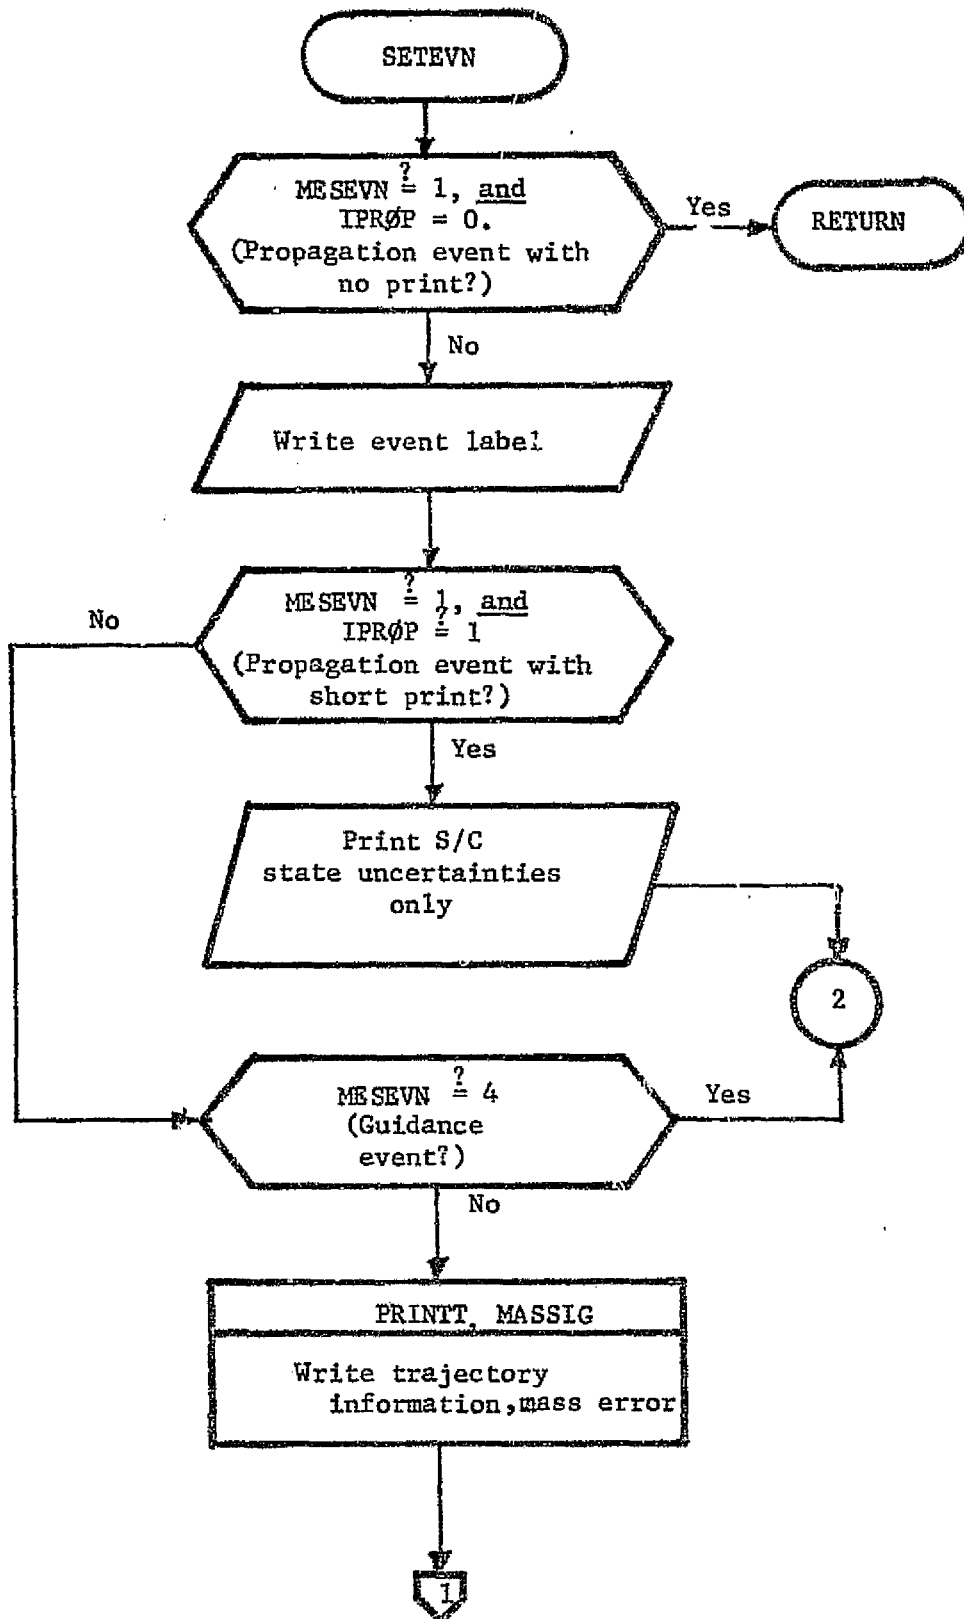 SETEVN
?
MESEVN = 1, and
IPRØP = 0.
(Propagation event with
no print?)
Yes
RETURN
No
Write event label
?
MESEVN = 1, and
?
IPRØP = 1
(Propagation event with
short print?)
No
Yes
Print S/C
state uncertainties
only
2
?
MESEVN = 4
(Guidance
event?)
Yes
No
PRINTT, MASSIG
Write trajectory
information, mass error
1